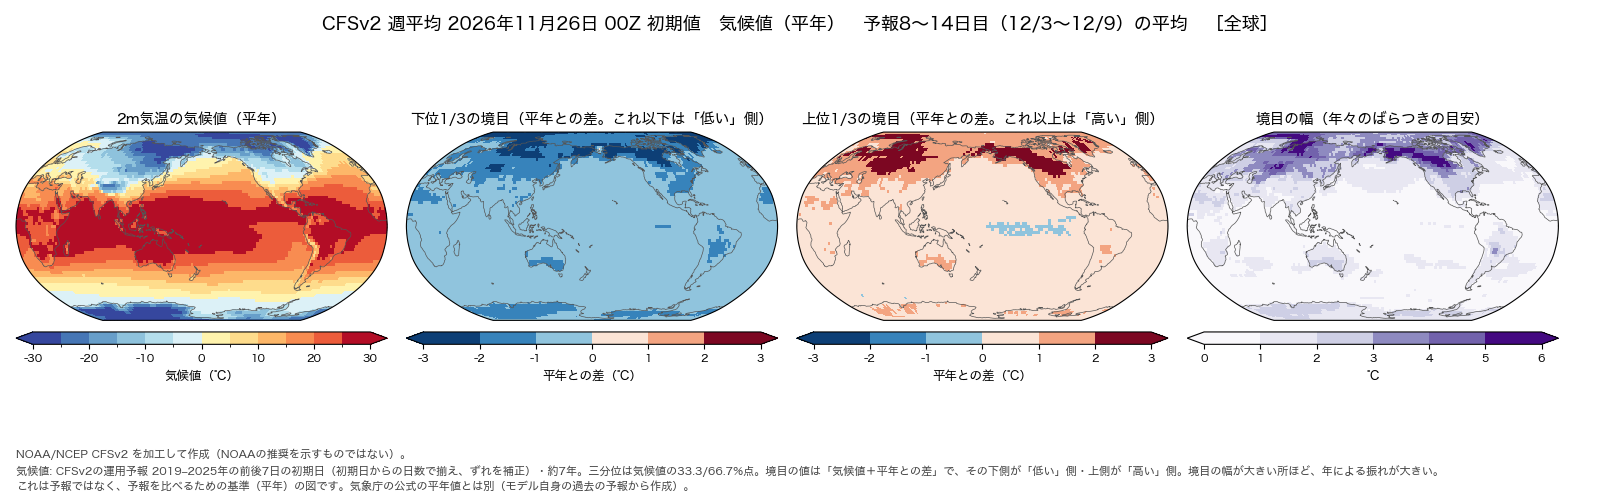 CFSv2 週平均 2026年11月26日 00Z 初期値　気候値（平年）　予報8～14日目（12/3～12/9）の平均　［全球］
2m気温の気候値（平年）
下位1/3の境目（平年との差。これ以下は「低い」側）
上位1/3の境目（平年との差。これ以上は「高い」側）
境目の幅（年々のばらつきの目安）
-30 -20 -10 0 10 20 30
-3 -2 -1 0 1 2 3
-3 -2 -1 0 1 2 3
0 1 2 3 4 5 6
気候値（℃）
平年との差（℃）
平年との差（℃）
℃
NOAA/NCEP CFSv2 を加工して作成（NOAAの推奨を示すものではない）。
気候値: CFSv2の運用予報 2019–2025年の前後7日の初期日（初期日からの日数で揃え、ずれを補正）・約7年。三分位は気候値の33.3/66.7%点。境目の値は「気候値＋平年との差」で、その下側が「低い」側・上側が「高い」側。境目の幅が大きい所ほど、年による振れが大きい。
これは予報ではなく、予報を比べるための基準（平年）の図です。気象庁の公式の平年値とは別（モデル自身の過去の予報から作成）。